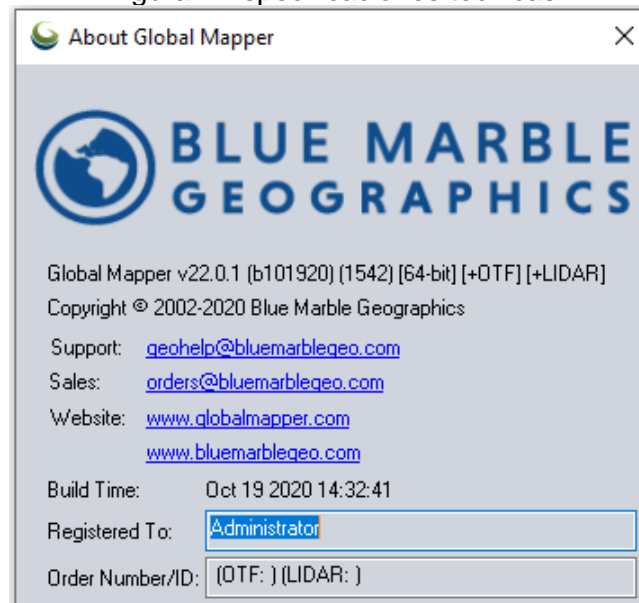 About Global Mapper
BLUE MARBLE
GEOGRAPHICS
Global Mapper v22.0.1 (b101920) (1542) [64-bit] [+OTF] [+LIDAR]
Copyright © 2002-2020 Blue Marble Geographics
Support: geohelp@bluemarblegeo.com
Sales: orders@bluemarblegeo.com
Website: www.globalmapper.com
www.bluemarblegeo.com
Build Time: Oct 19 2020 14:32:41
Registered To: Administrator
Order Number/ID: (OTF: ) (LIDAR: )